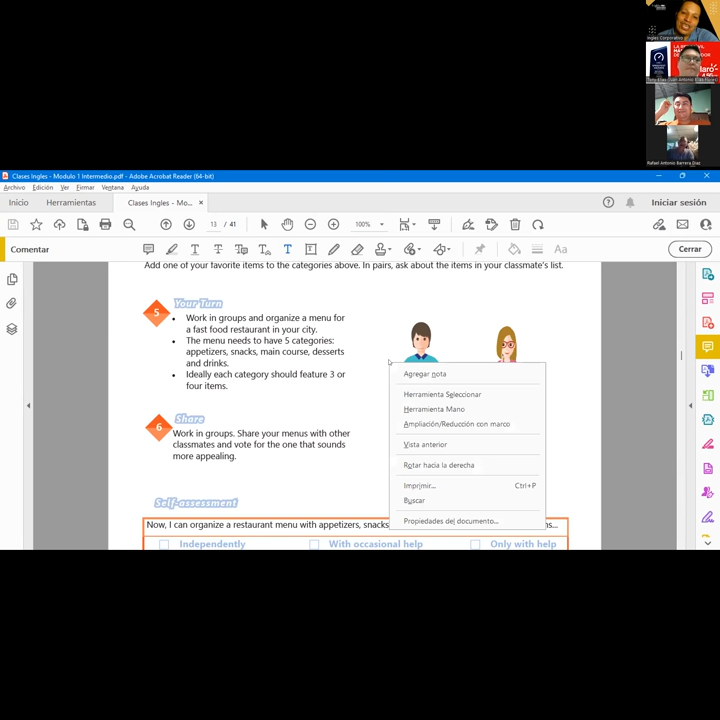 Ingles Corporativo
Rafael Antonio Barrera Diaz
Clases Ingles - Modulo 1 Intermedio.pdf - Adobe Acrobat Reader (64-bit)
Archivo Edición Ver Firmar Ventana Ayuda
Inicio Herramientas Clases Ingles - Mo... × Iniciar sesión
13 / 41 100%
Comentar Cerrar
Add one of your favorite items to the categories above. In pairs, ask about the items in your classmate's list.
5 Your Turn
• Work in groups and organize a menu for
a fast food restaurant in your city.
• The menu needs to have 5 categories:
appetizers, snacks, main course, desserts
and drinks.
• Ideally each category should feature 3 or
four items.
6 Share
Work in groups. Share your menus with other
classmates and vote for the one that sounds
more appealing.
Agregar nota
Herramienta Seleccionar
Herramienta Mano
Ampliación/Reducción con marco
Vista anterior
Rotar hacia la derecha
Imprimir... Ctrl+P
Buscar
Propiedades del documento...
Self-assessment
Now, I can organize a restaurant menu with appetizers, snacks
Independently With occasional help Only with help